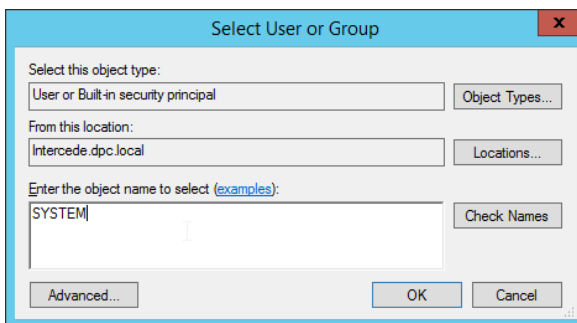 Select User or Group
x
Select this object type:
User or Built-in security principal
Object Types...
From this location:
Intercede.dpc.local
Locations...
Enter the object name to select (examples):
SYSTEM
Check Names
Advanced...
OK
Cancel